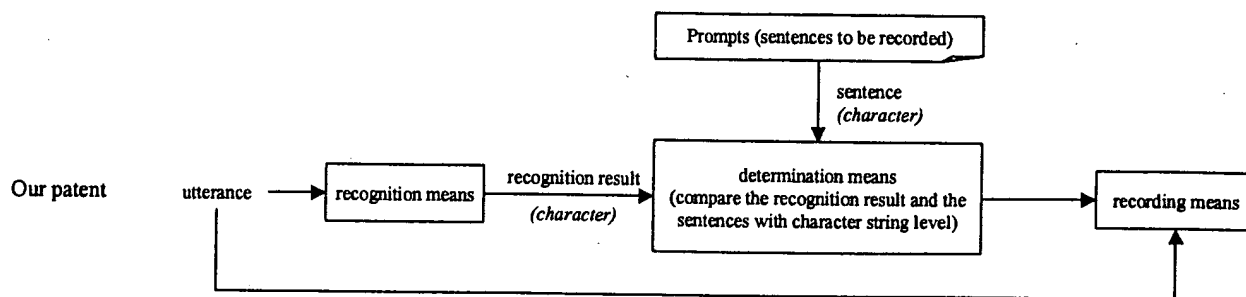 Prompts (sentences to be recorded)
sentence
(character)
Our patent
utterance
recognition means
recognition result
(character)
determination means
(compare the recognition result and the
sentences with character string level)
recording means